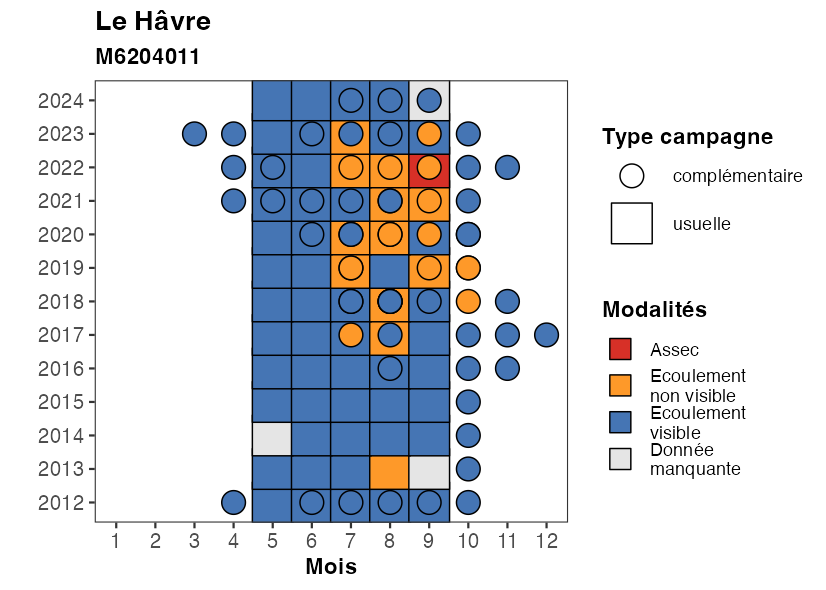 Le Hâvre
M6204011
2024
2023
2022
2021
2020
2019
2018
2017
2016
2015
2014
2013
2012
1 2 3 4 5 6 7 8 9 10 11 12
Mois
Type campagne
complémentaire
usuelle
Modalités
Assec
Ecoulement
non visible
Ecoulement
visible
Donnée
manquante